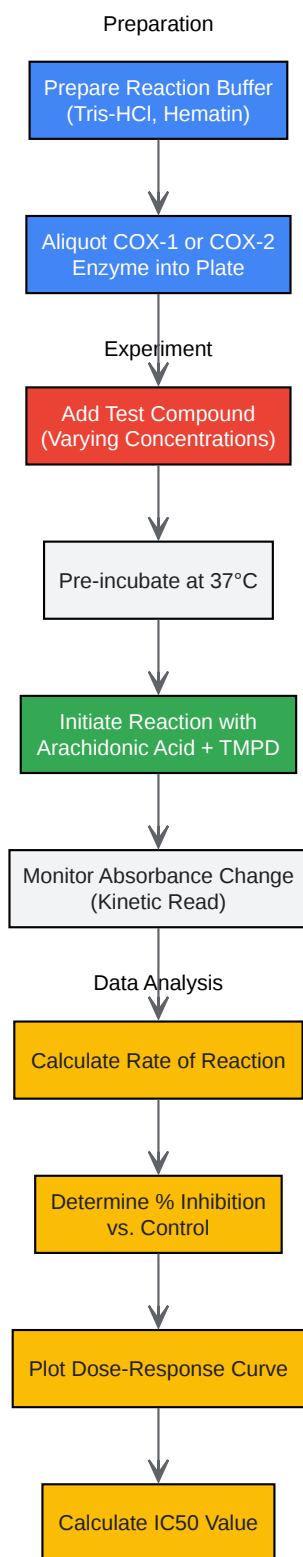 Preparation
Prepare Reaction Buffer
(Tris-HCl, Hematin)
Aliquot COX-1 or COX-2
Enzyme into Plate
Experiment
Add Test Compound
(Varying Concentrations)
Pre-incubate at 37°C
Initiate Reaction with
Arachidonic Acid + TMPD
Monitor Absorbance Change
(Kinetic Read)
Data Analysis
Calculate Rate of Reaction
Determine % Inhibition
vs. Control
Plot Dose-Response Curve
Calculate IC50 Value